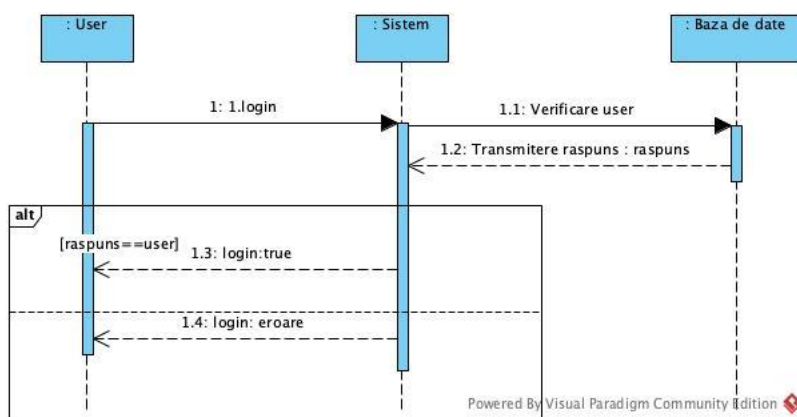 : User
: Sistem
: Baza de date
1: 1.login
1.1: Verificare user
1.2: Transmitere raspuns : raspuns
alt
[raspuns==user]
1.3: login:true
1.4: login: eroare
Powered By Visual Paradigm Community Edition